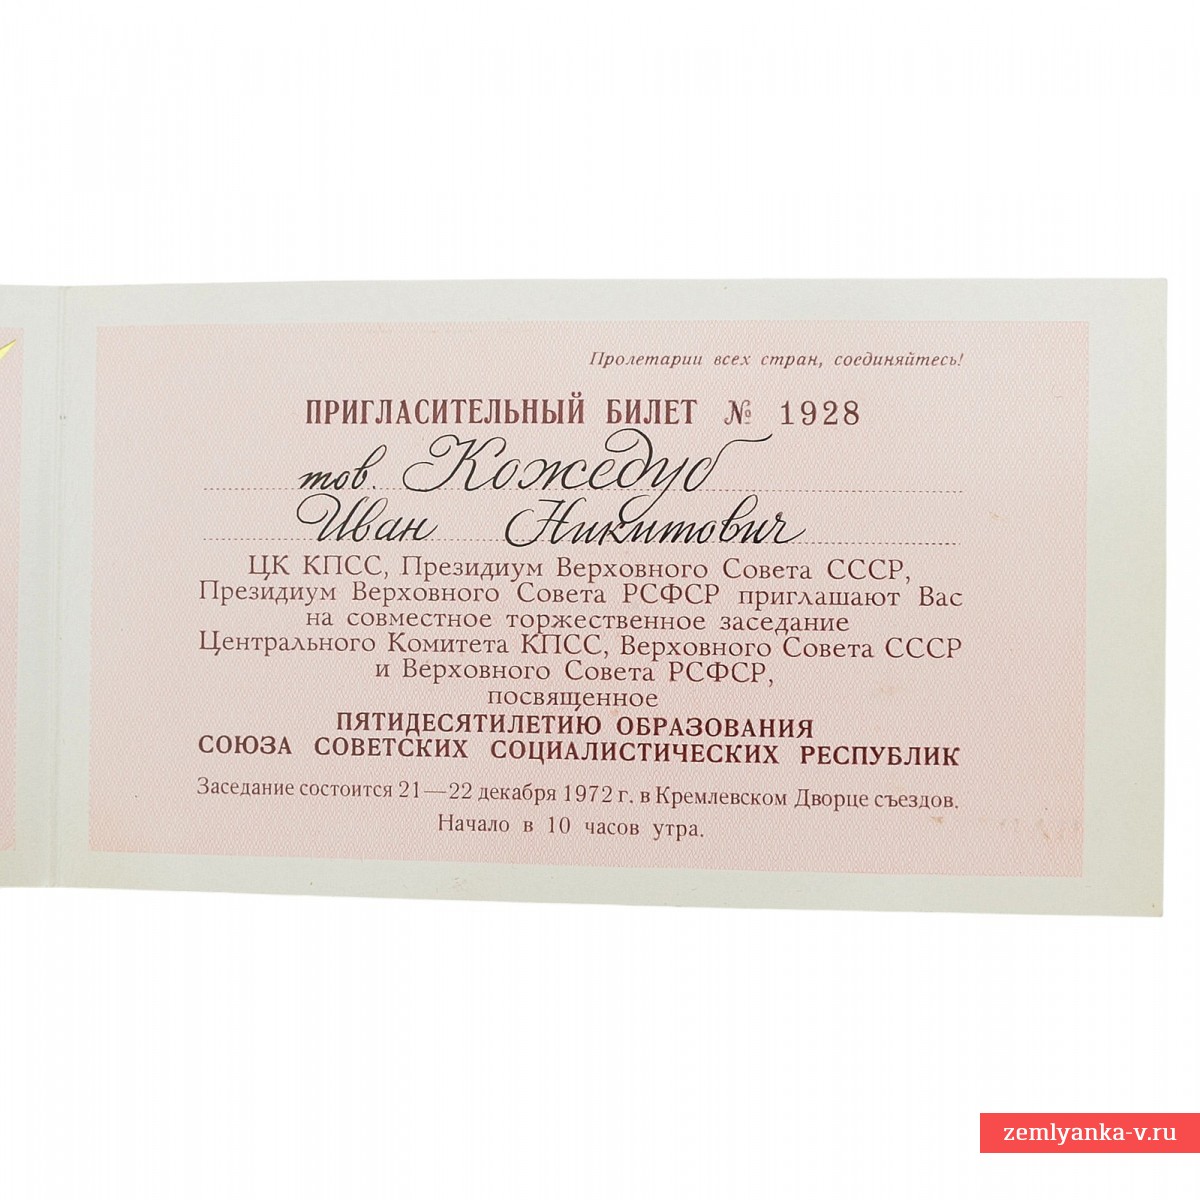 Пролетарии всех стран, соединяйтесь!
ПРИГЛАСИТЕЛЬНЫЙ БИЛЕТ № 1928
тов. Кожедуб
Иван Никитович
ЦК КПСС, Президиум Верховного Совета СССР,
Президиум Верховного Совета РСФСР приглашают Вас
на совместное торжественное заседание
Центрального Комитета КПСС, Верховного Совета СССР
и Верховного Совета РСФСР,
посвященное
ПЯТИДЕСЯТИЛЕТИЮ ОБРАЗОВАНИЯ
СОЮЗА СОВЕТСКИХ СОЦИАЛИСТИЧЕСКИХ РЕСПУБЛИК
Заседание состоится 21—22 декабря 1972 г. в Кремлевском Дворце съездов.
Начало в 10 часов утра.
zemlyanka-v.ru